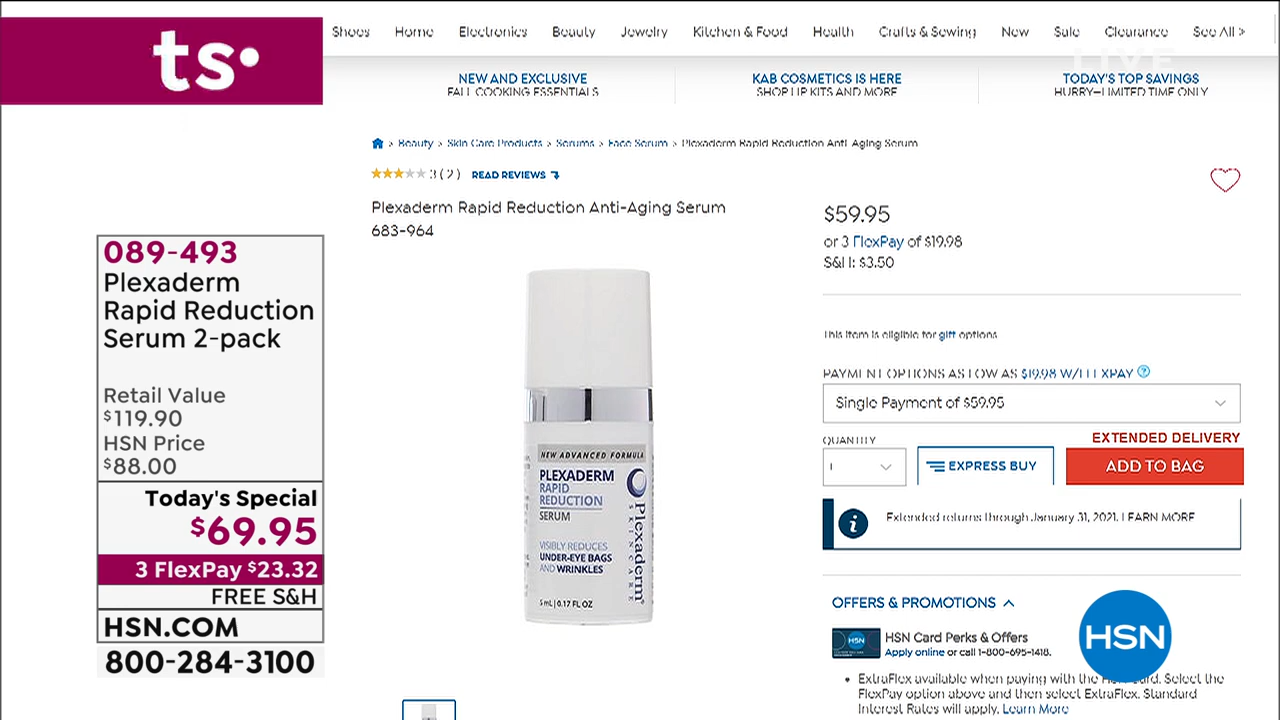 ts.
Shoes Home Electronics Beauty Jewelry Kitchen & Food Health Crafts & Sewing New Sale Clearance See All >
LIVE
NEW AND EXCLUSIVE
FALL COOKING ESSENTIALS
KAB COSMETICS IS HERE
SHOP LIP KITS AND MORE
TODAY'S TOP SAVINGS
HURRY—LIMITED TIME ONLY
> Beauty > Skin Care Products > Serums > Face Serum > Plexaderm Rapid Reduction Anti-Aging Serum
3 (2) READ REVIEWS
Plexaderm Rapid Reduction Anti-Aging Serum
683-964
089-493
Plexaderm
Rapid Reduction
Serum 2-pack
Retail Value
$119.90
HSN Price
$88.00
Today's Special
$69.95
3 FlexPay $23.32
FREE S&H
HSN.COM
800-284-3100
NEW ADVANCED FORMULA
PLEXADERM
RAPID
REDUCTION
SERUM
VISIBLY REDUCES
UNDER-EYE BAGS
AND WRINKLES
5 mL | 0.17 FL OZ
Plexaderm®
SKINCARE
$59.95
or 3 FlexPay of $19.98
S&H: $3.50
This item is eligible for gift options
PAYMENT OPTIONS AS LOW AS $19.98 W/FLEXPAY ?
Single Payment of $59.95
QUANTITY
1
EXPRESS BUY
EXTENDED DELIVERY
ADD TO BAG
Extended returns through January 31, 2021. LEARN MORE
OFFERS & PROMOTIONS
HSN
HSN Card Perks & Offers
Apply online or call 1-800-695-1418.
HSN
• ExtraFlex available when paying with the HSN Card. Select the
FlexPay option above and then select ExtraFlex. Standard
Interest Rates will apply. Learn More